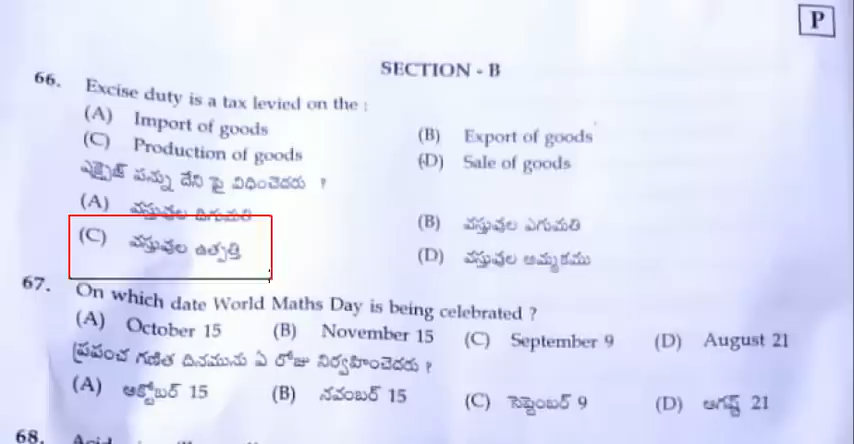 P
SECTION - B
66. Excise duty is a tax levied on the :
(A) Import of goods (B) Export of goods
(C) Production of goods (D) Sale of goods
ఎక్సైజ్ పన్ను దేని పై విధించెదరు ?
(A) వస్తువుల దిగుమతి (B) వస్తువుల ఎగుమతి
(C) వస్తువుల ఉత్పత్తి (D) వస్తువుల అమ్మకము
67. On which date World Maths Day is being celebrated ?
(A) October 15 (B) November 15 (C) September 9 (D) August 21
ప్రపంచ గణిత దినమును ఏ రోజు నిర్వహించెదరు ?
(A) అక్టోబర్ 15 (B) నవంబర్ 15 (C) సెప్టెంబర్ 9 (D) ఆగష్ట్ 21
68.